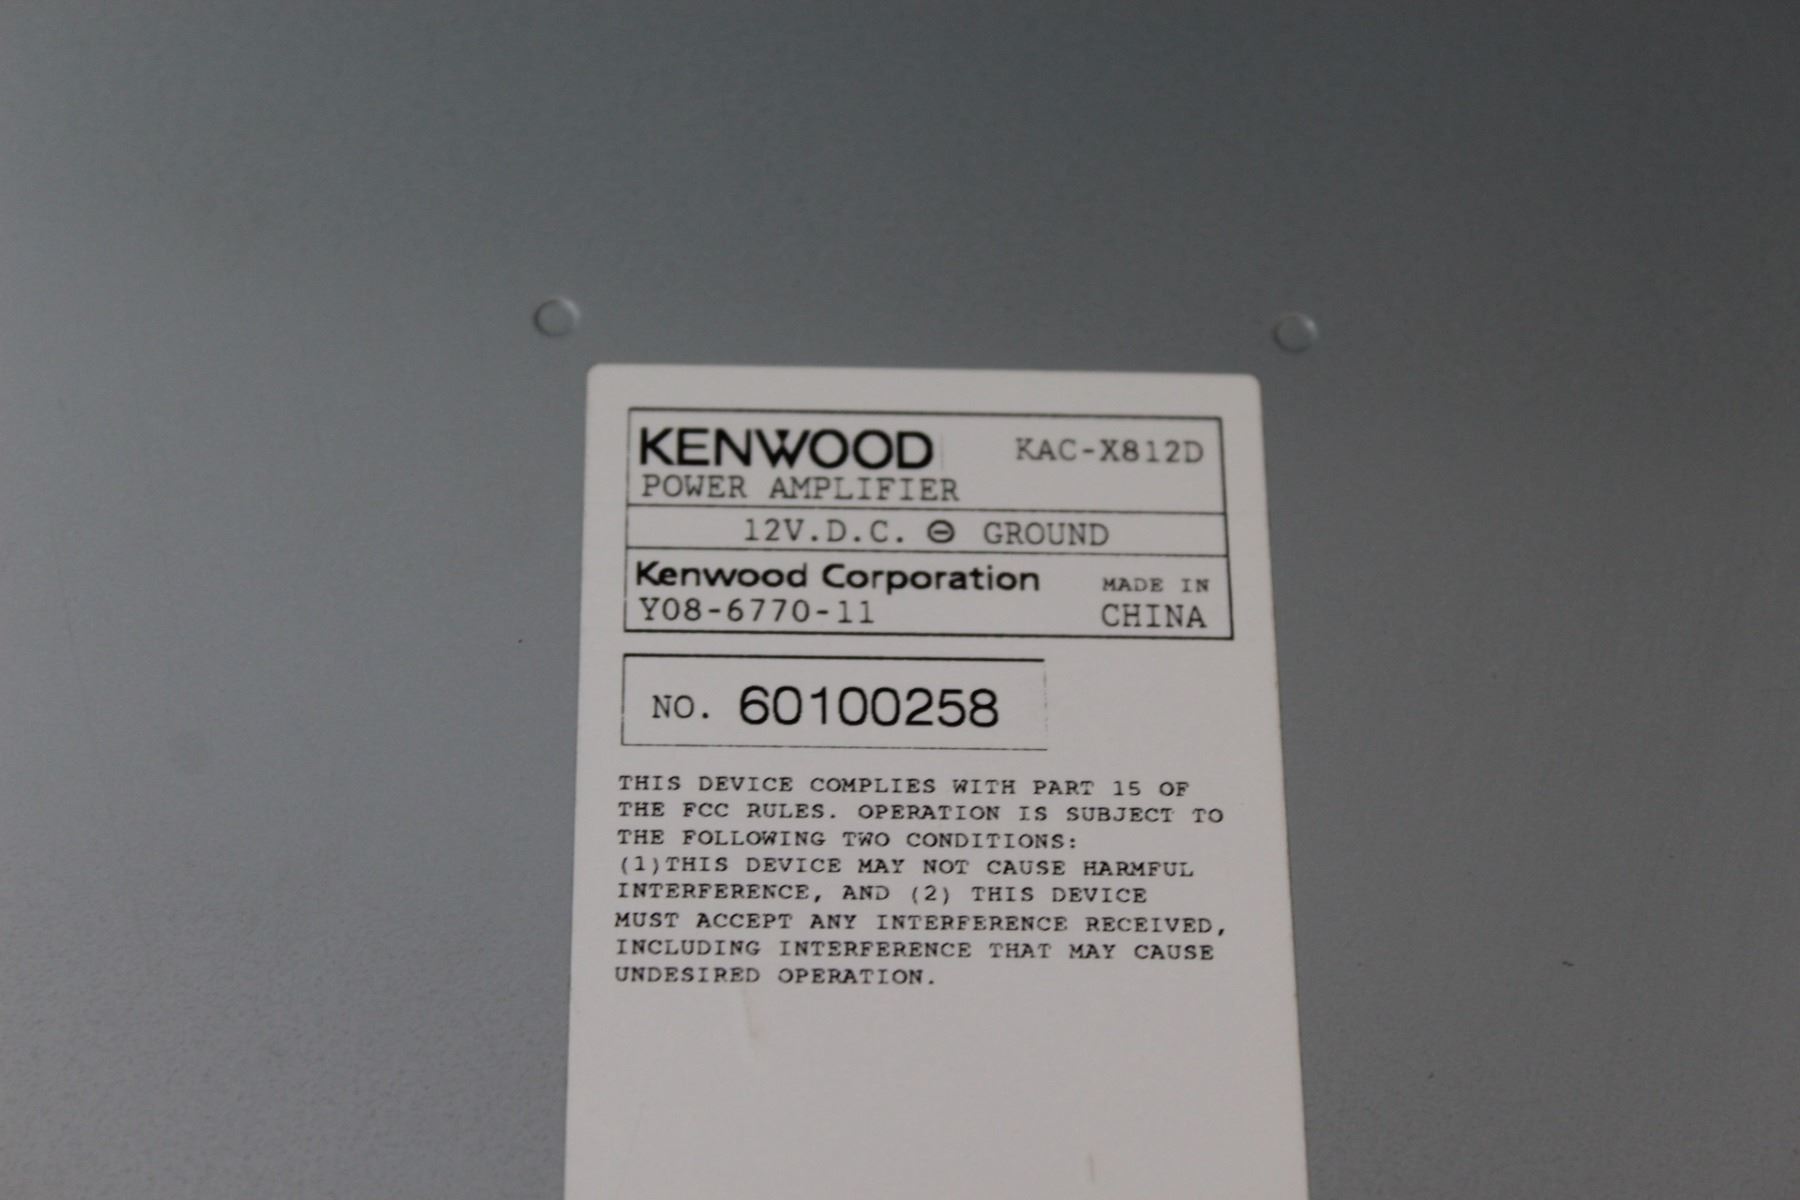 KENWOOD KAC-X812D
POWER AMPLIFIER
12V.D.C. ⊖ GROUND
Kenwood Corporation MADE IN
Y08-6770-11 CHINA
NO. 60100258
THIS DEVICE COMPLIES WITH PART 15 OF
THE FCC RULES. OPERATION IS SUBJECT TO
THE FOLLOWING TWO CONDITIONS:
(1)THIS DEVICE MAY NOT CAUSE HARMFUL
INTERFERENCE, AND (2) THIS DEVICE
MUST ACCEPT ANY INTERFERENCE RECEIVED,
INCLUDING INTERFERENCE THAT MAY CAUSE
UNDESIRED OPERATION.